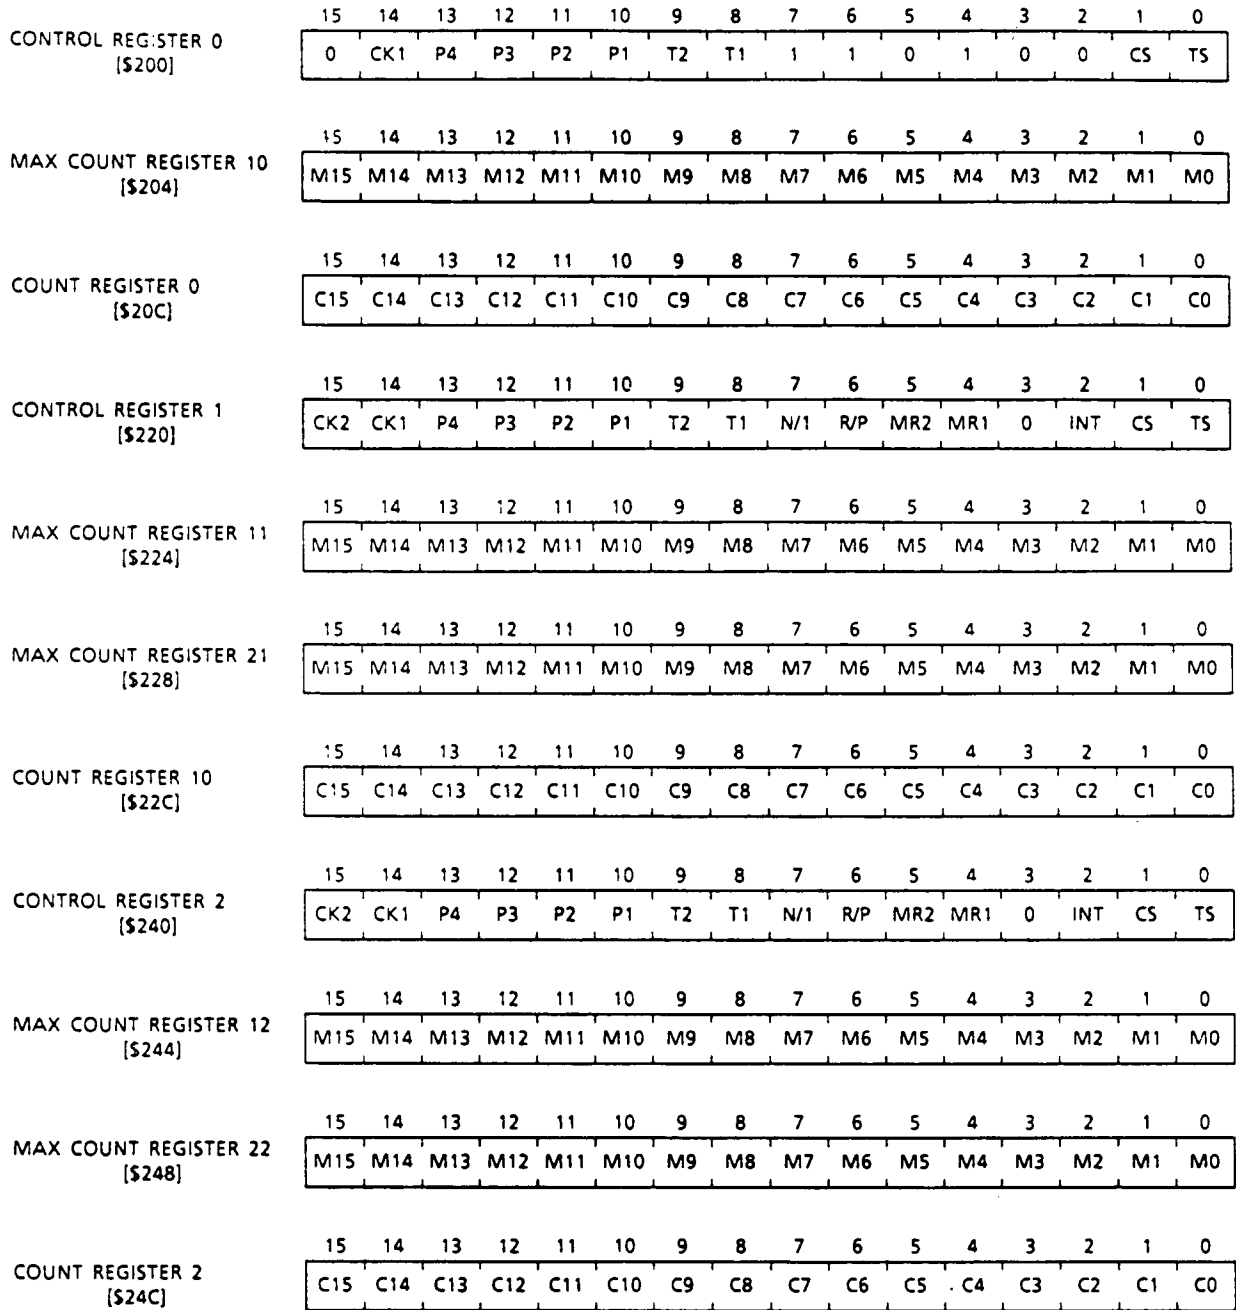 15 14 13 12 11 10 9 8 7 6 5 4 3 2 1 0
CONTROL REGISTER 0
[$200]
0 CK1 P4 P3 P2 P1 T2 T1 1 1 0 1 0 0 CS TS
15 14 13 12 11 10 9 8 7 6 5 4 3 2 1 0
MAX COUNT REGISTER 10
[$204]
M15 M14 M13 M12 M11 M10 M9 M8 M7 M6 M5 M4 M3 M2 M1 M0
15 14 13 12 11 10 9 8 7 6 5 4 3 2 1 0
COUNT REGISTER 0
[$20C]
C15 C14 C13 C12 C11 C10 C9 C8 C7 C6 C5 C4 C3 C2 C1 C0
15 14 13 12 11 10 9 8 7 6 5 4 3 2 1 0
CONTROL REGISTER 1
[$220]
CK2 CK1 P4 P3 P2 P1 T2 T1 N/1 R/P MR2 MR1 0 INT CS TS
15 14 13 12 11 10 9 8 7 6 5 4 3 2 1 0
MAX COUNT REGISTER 11
[$224]
M15 M14 M13 M12 M11 M10 M9 M8 M7 M6 M5 M4 M3 M2 M1 M0
15 14 13 12 11 10 9 8 7 6 5 4 3 2 1 0
MAX COUNT REGISTER 21
[$228]
M15 M14 M13 M12 M11 M10 M9 M8 M7 M6 M5 M4 M3 M2 M1 M0
15 14 13 12 11 10 9 8 7 6 5 4 3 2 1 0
COUNT REGISTER 10
[$22C]
C15 C14 C13 C12 C11 C10 C9 C8 C7 C6 C5 C4 C3 C2 C1 C0
15 14 13 12 11 10 9 8 7 6 5 4 3 2 1 0
CONTROL REGISTER 2
[$240]
CK2 CK1 P4 P3 P2 P1 T2 T1 N/1 R/P MR2 MR1 0 INT CS TS
15 14 13 12 11 10 9 8 7 6 5 4 3 2 1 0
MAX COUNT REGISTER 12
[$244]
M15 M14 M13 M12 M11 M10 M9 M8 M7 M6 M5 M4 M3 M2 M1 M0
15 14 13 12 11 10 9 8 7 6 5 4 3 2 1 0
MAX COUNT REGISTER 22
[$248]
M15 M14 M13 M12 M11 M10 M9 M8 M7 M6 M5 M4 M3 M2 M1 M0
15 14 13 12 11 10 9 8 7 6 5 4 3 2 1 0
COUNT REGISTER 2
[$24C]
C15 C14 C13 C12 C11 C10 C9 C8 C7 C6 C5 C4 C3 C2 C1 C0